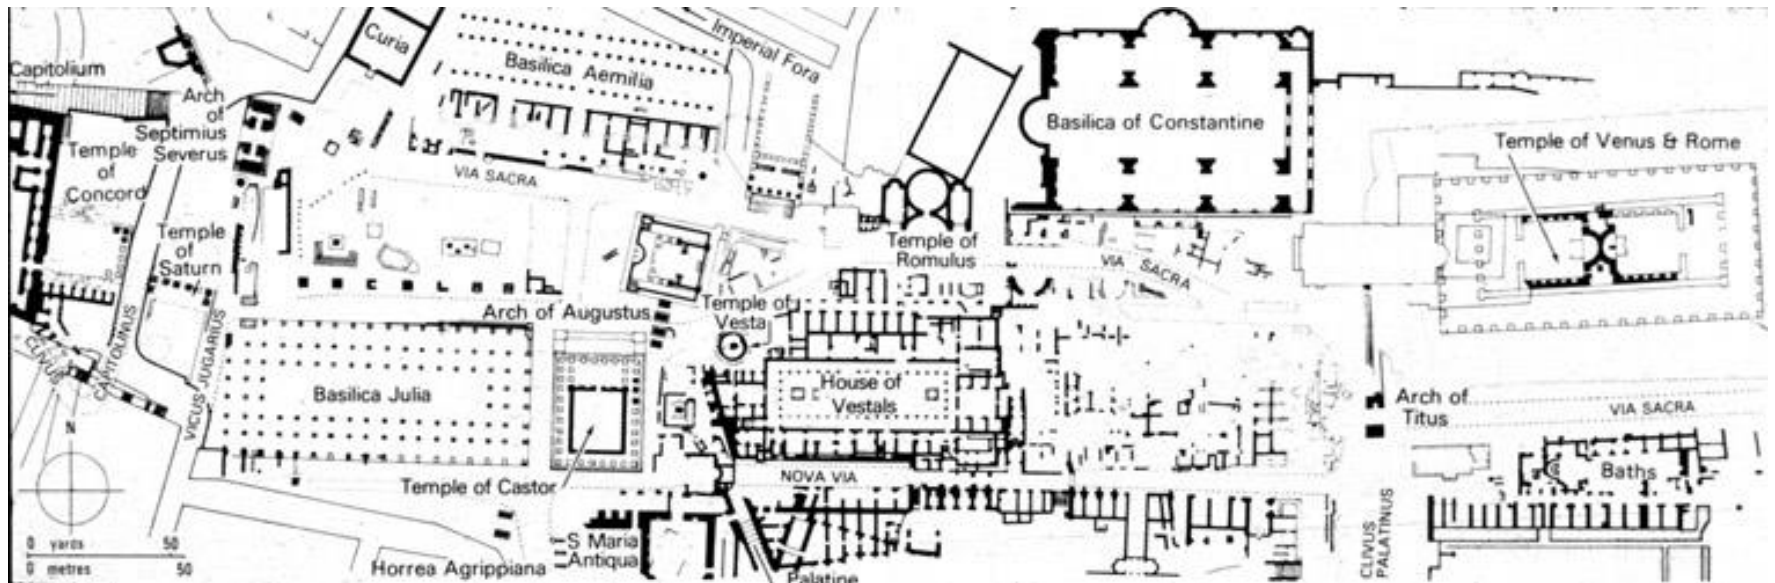 Capitolium
Curia
Basilica Aemilia
Imperial Fora
Arch
of
Septimius
Severus
Temple
of
Concord
VIA SACRA
Basilica of Constantine
Temple of Venus & Rome
Temple
of
Saturn
Temple of
Romulus
VIA SACRA
Arch of Augustus
Temple of
Vesta
CLIVUS
CAPITOLINUS
VICUS JUGARIUS
Basilica Julia
House of
Vestals
Arch of
Titus
VIA SACRA
N
Temple of Castor
NOVA VIA
Baths
CLIVUS
PALATINUS
0 yards 50
0 metres 50
Horrea Agrippiana
S Maria
Antiqua
Palatine